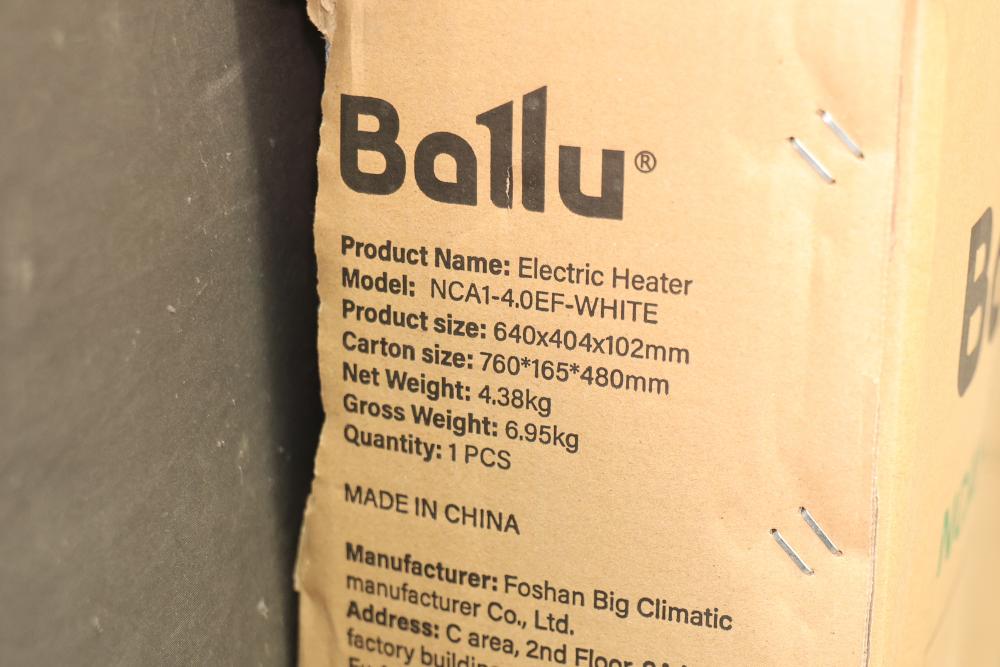 Ballu®
Product Name: Electric Heater
Model: NCA1-4.0EF-WHITE
Product size: 640x404x102mm
Carton size: 760*165*480mm
Net Weight: 4.38kg
Gross Weight: 6.95kg
Quantity: 1 PCS
MADE IN CHINA
Manufacturer: Foshan Big Climatic
manufacturer Co., Ltd.
Address: C area, 2nd Floor,
factory